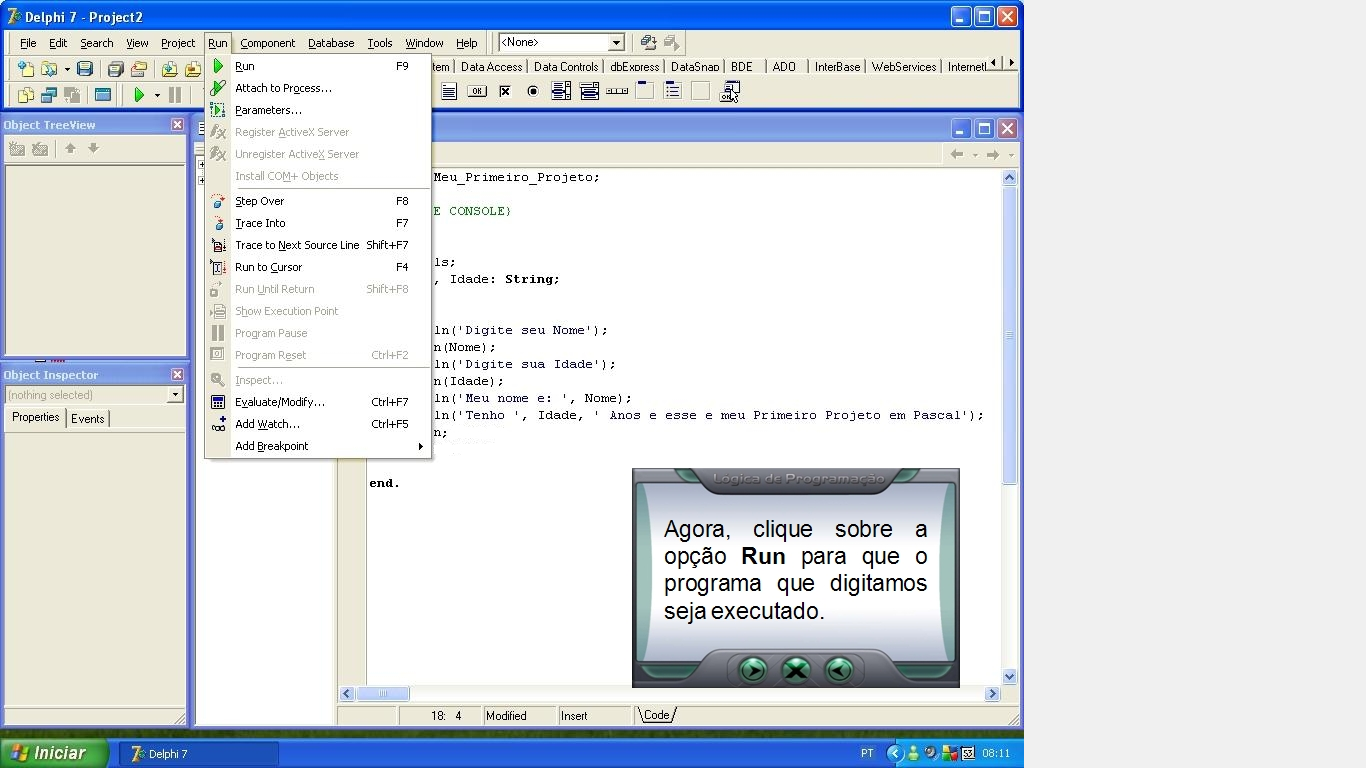 Delphi 7 - Project2
File Edit Search View Project Run Component Database Tools Window Help <None>
Data Access Data Controls dbExpress DataSnap BDE ADO InterBase WebServices Internet
Run F9
Attach to Process...
Parameters...
Register ActiveX Server
Unregister ActiveX Server
Install COM+ Objects
Step Over F8
Trace Into F7
Trace to Next Source Line Shift+F7
Run to Cursor F4
Run Until Return Shift+F8
Show Execution Point
Program Pause
Program Reset Ctrl+F2
Inspect...
Evaluate/Modify... Ctrl+F7
Add Watch... Ctrl+F5
Add Breakpoint
Object TreeView
Object Inspector
(nothing selected)
Properties Events
Meu_Primeiro_Projeto;
E CONSOLE}
ls;
, Idade: String;
ln('Digite seu Nome');
n(Nome);
ln('Digite sua Idade');
n(Idade);
ln('Meu nome e: ', Nome);
ln('Tenho ', Idade, ' Anos e esse e meu Primeiro Projeto em Pascal');
n;
end.
Lógica de Programação
Agora, clique sobre a
opção Run para que o
programa que digitamos
seja executado.
18: 4 Modified Insert Code
Iniciar Delphi 7 PT 08:11